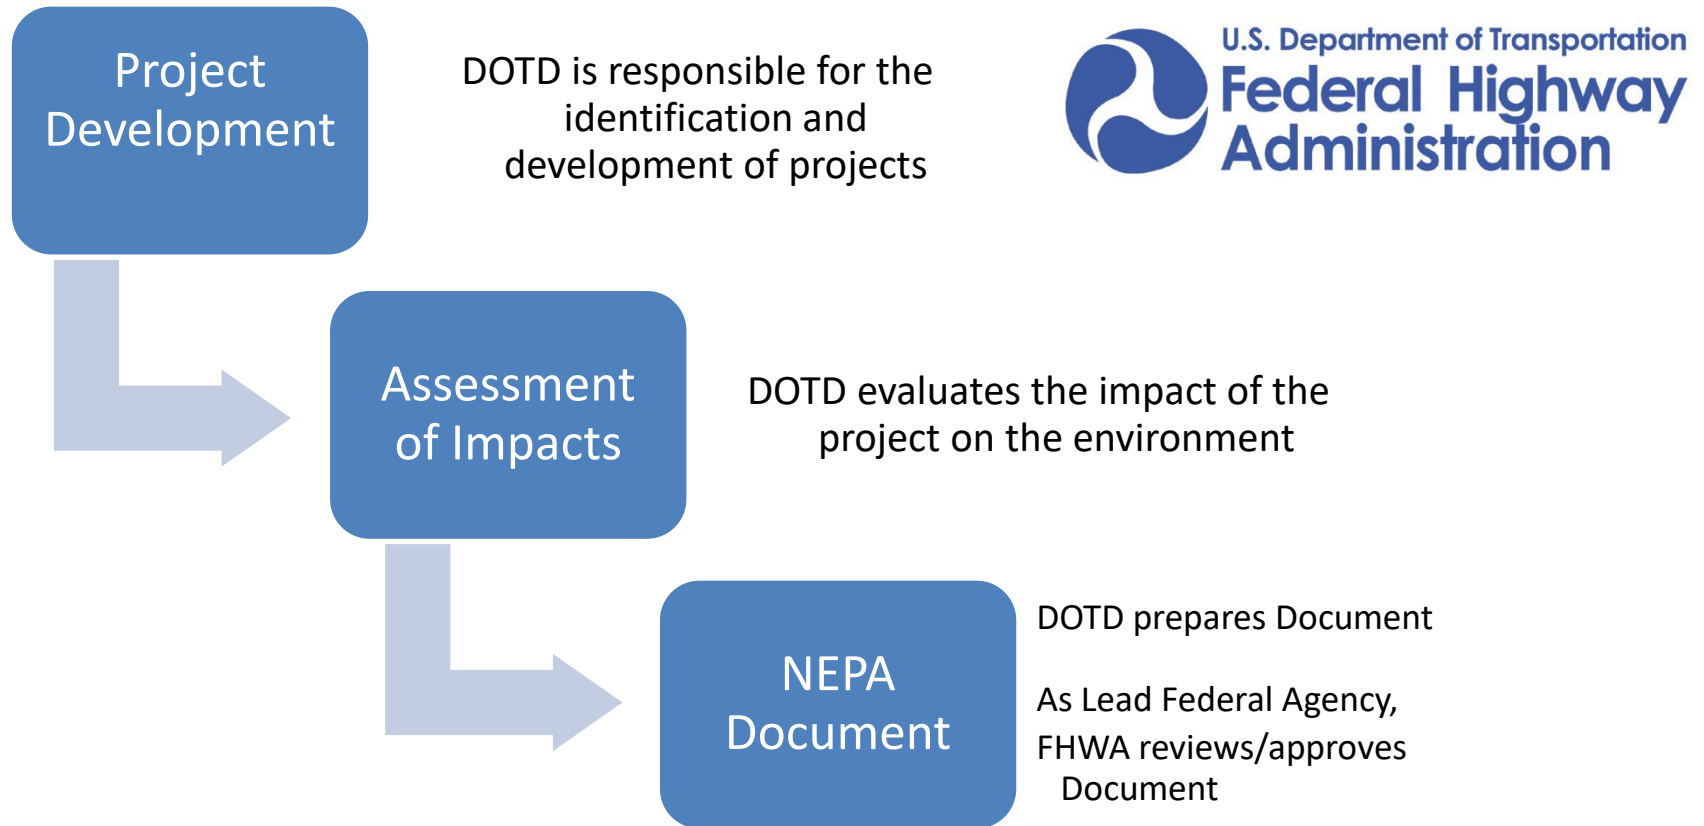 Project
Development
DOTD is responsible for the
identification and
development of projects
U.S. Department of Transportation
Federal Highway
Administration
Assessment
of Impacts
DOTD evaluates the impact of the
project on the environment
NEPA
Document
DOTD prepares Document
As Lead Federal Agency,
FHWA reviews/approves
Document